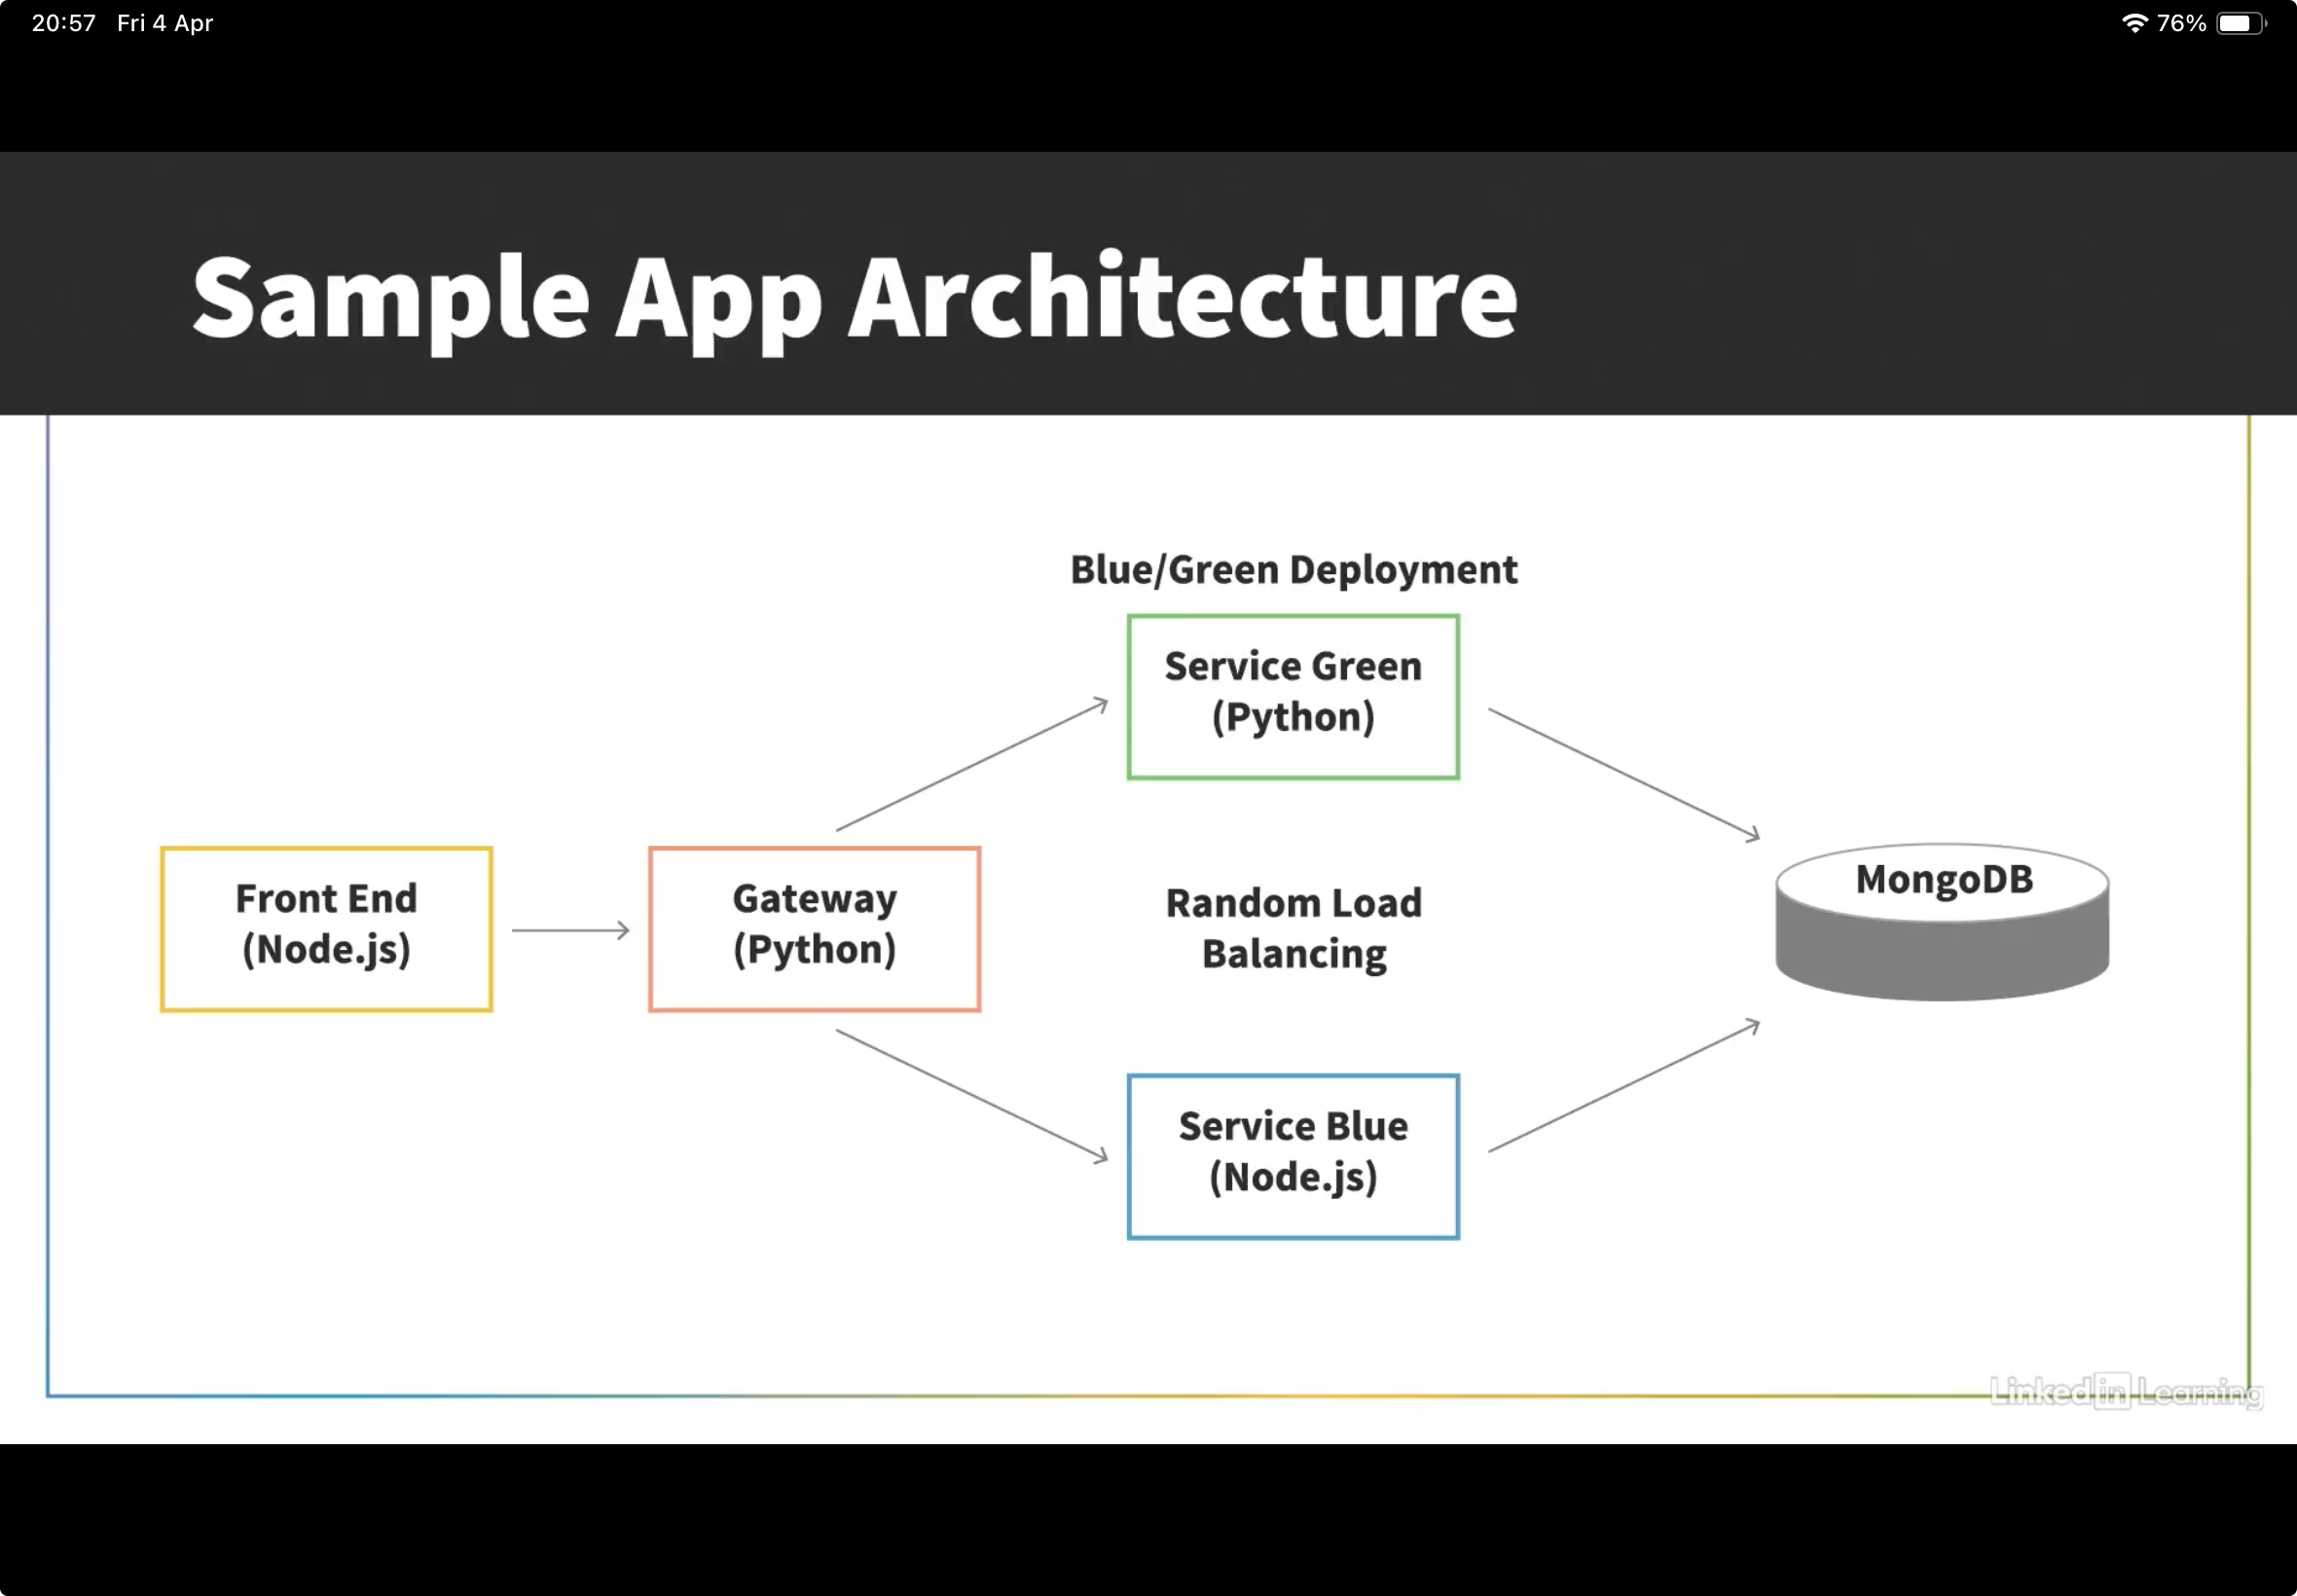 20:57 Fri 4 Apr
76%
Sample App Architecture
Blue/Green Deployment
Service Green
(Python)
Front End
(Node.js)
Gateway
(Python)
Random Load
Balancing
MongoDB
Service Blue
(Node.js)
Linked in Learning